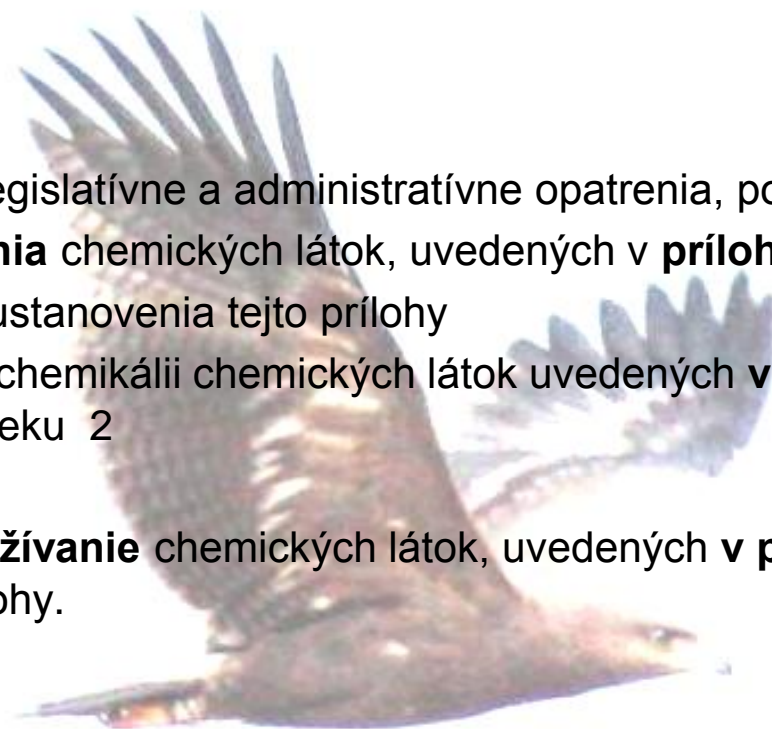 egislatívne a administratívne opatrenia, po
nia chemických látok, uvedených v príloh
ustanovenia tejto prílohy
chemikálii chemických látok uvedených v
eku 2
žívanie chemických látok, uvedených v p
ohy.